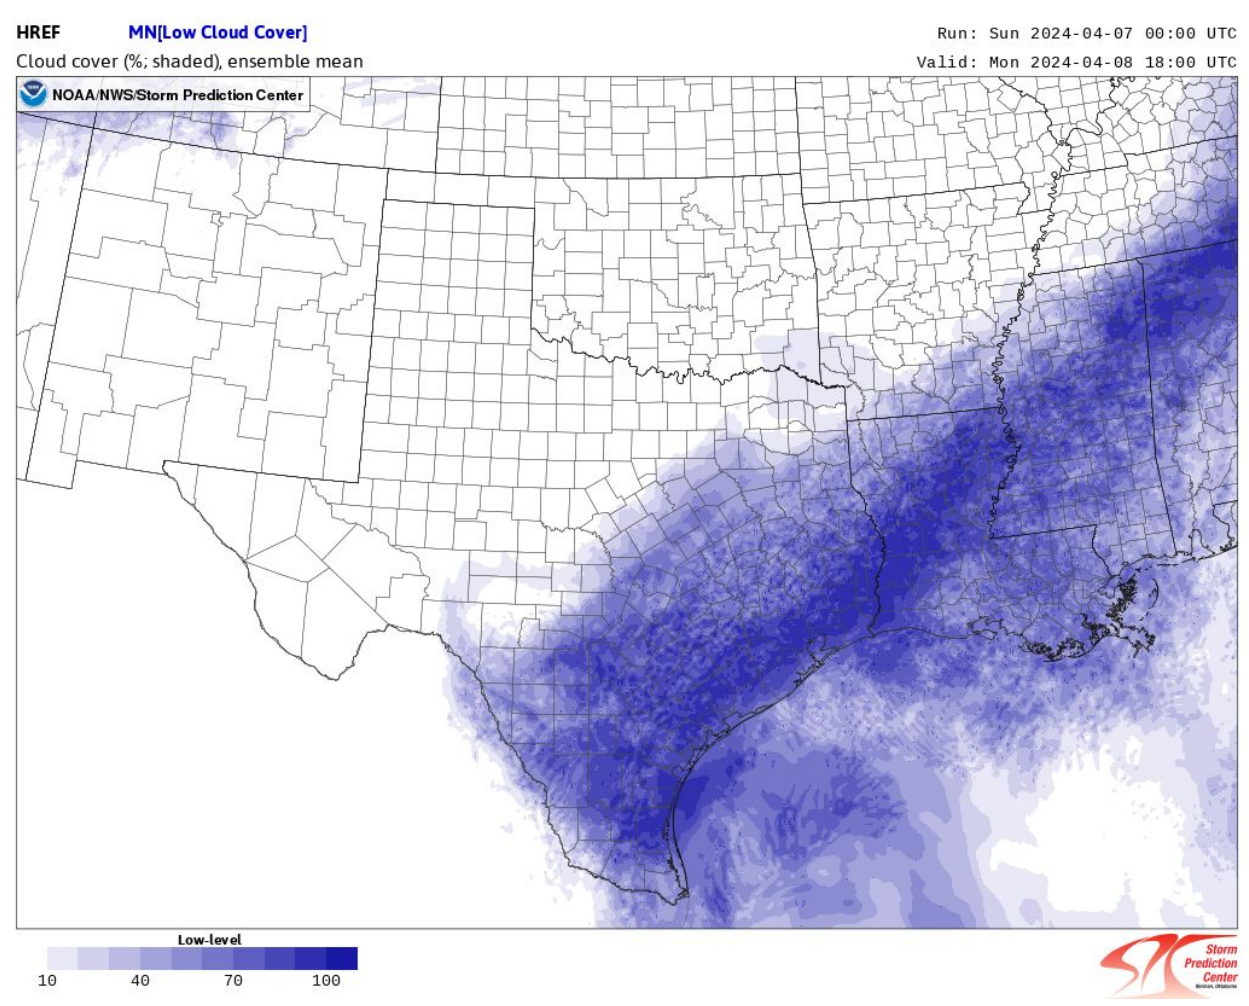 HREF MN[Low Cloud Cover] Run: Sun 2024-04-07 00:00 UTC
Cloud cover (%; shaded), ensemble mean Valid: Mon 2024-04-08 18:00 UTC
NOAA/NWS/Storm Prediction Center
Low-level
10 40 70 100
Storm
Prediction
Center
Norman, Oklahoma